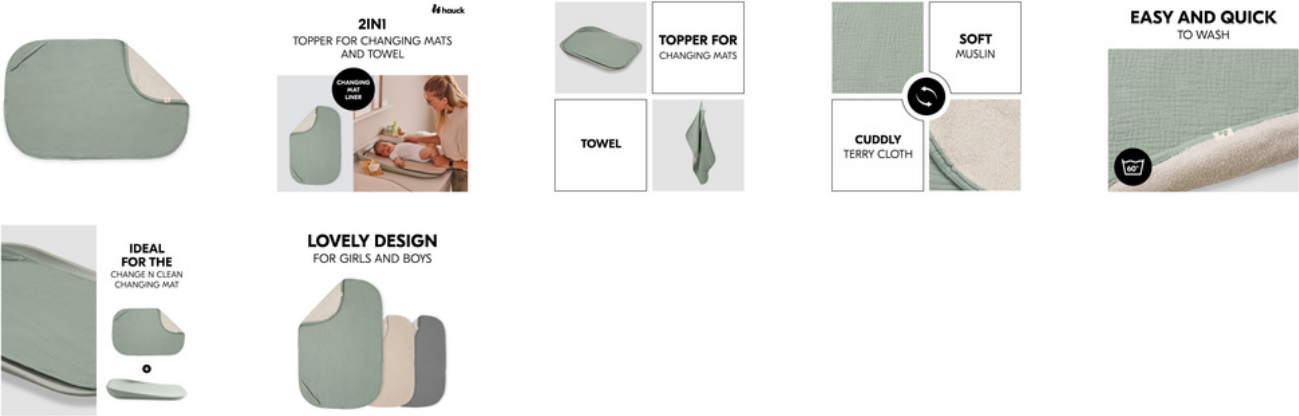 hauck
2IN1
TOPPER FOR CHANGING MATS
AND TOWEL
CHANGING
MAT
LINER
TOPPER FOR
CHANGING MATS
TOWEL
SOFT
MUSLIN
CUDDLY
TERRY CLOTH
EASY AND QUICK
TO WASH
60°
IDEAL
FOR THE
CHANGE N CLEAN
CHANGING MAT
LOVELY DESIGN
FOR GIRLS AND BOYS